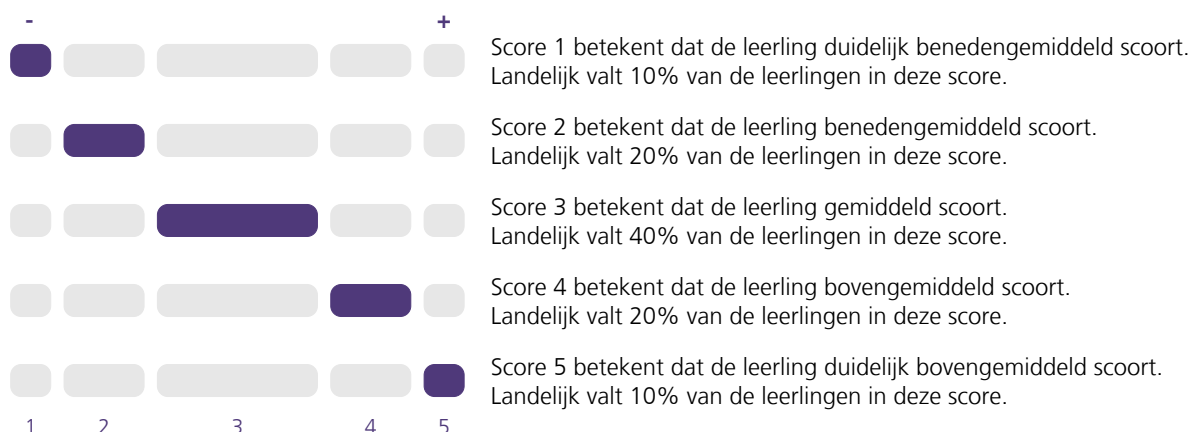 - +
Score 1 betekent dat de leerling duidelijk benedengemiddeld scoort.
Landelijk valt 10% van de leerlingen in deze score.
Score 2 betekent dat de leerling benedengemiddeld scoort.
Landelijk valt 20% van de leerlingen in deze score.
Score 3 betekent dat de leerling gemiddeld scoort.
Landelijk valt 40% van de leerlingen in deze score.
Score 4 betekent dat de leerling bovengemiddeld scoort.
Landelijk valt 20% van de leerlingen in deze score.
Score 5 betekent dat de leerling duidelijk bovengemiddeld scoort.
Landelijk valt 10% van de leerlingen in deze score.
1 2 3 4 5